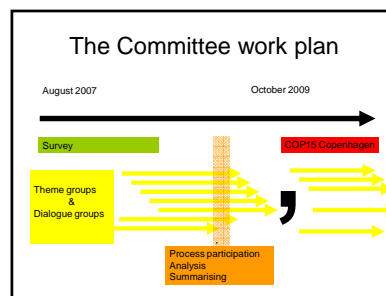 The Committee work plan
August 2007
October 2009
Survey
COP15 Copenhagen
Theme groups
&
Dialogue groups
,
Process participation
Analysis
Summarising